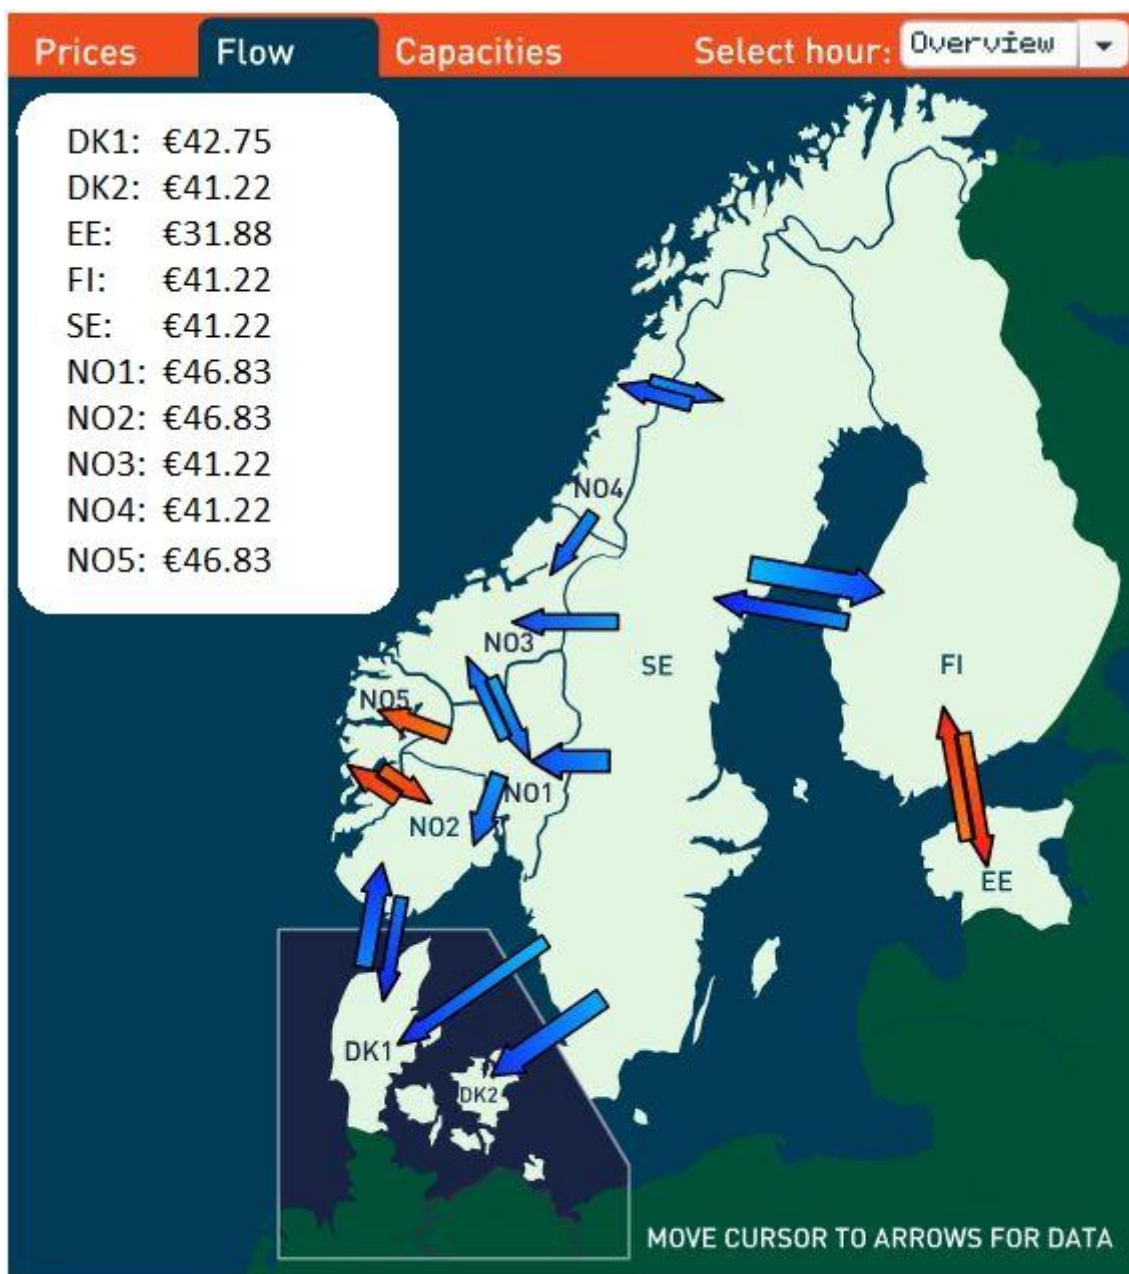 Prices Flow Capacities Select hour: Overview
DK1: €42.75
DK2: €41.22
EE: €31.88
FI: €41.22
SE: €41.22
NO1: €46.83
NO2: €46.83
NO3: €41.22
NO4: €41.22
NO5: €46.83
NO4
NO3
SE
FI
NO5
NO1
NO2
EE
DK1
DK2
MOVE CURSOR TO ARROWS FOR DATA